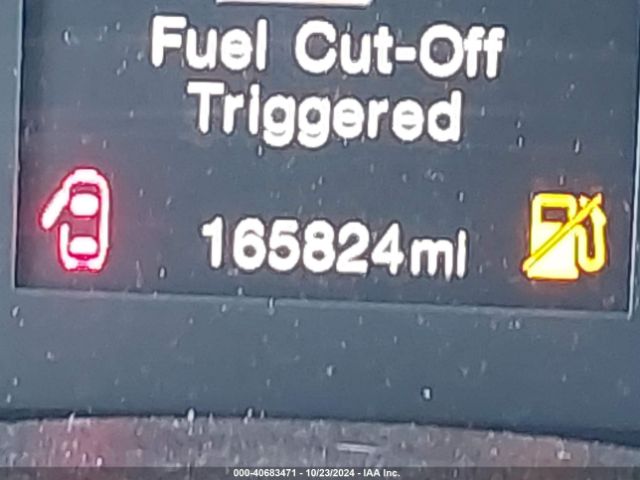 Fuel Cut-Off
Triggered
165824mi
000-40683471 - 10/23/2024 - IAA Inc.